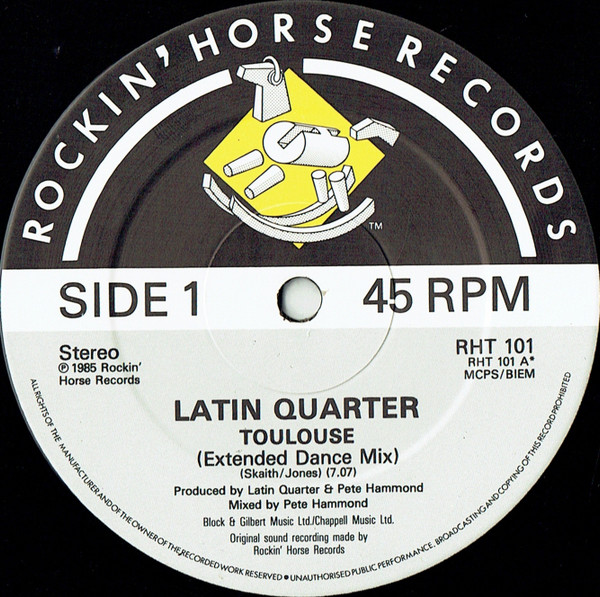 ROCKIN' HORSE RECORDS
TM
SIDE 1
45 RPM
Stereo
Ⓟ 1985 Rockin'
Horse Records
RHT 101
RHT 101 A*
MCPS/BIEM
LATIN QUARTER
TOULOUSE
(Extended Dance Mix)
(Skaith/Jones) (7.07)
Produced by Latin Quarter & Pete Hammond
Mixed by Pete Hammond
Block & Gilbert Music Ltd./Chappell Music Ltd.
Original sound recording made by
Rockin' Horse Records
ALL RIGHTS OF THE MANUFACTURER AND OF THE OWNER OF THE RECORDED WORK RESERVED ● UNAUTHORISED PUBLIC PERFORMANCE, BROADCASTING AND COPYING OF THIS RECORD PROHIBITED